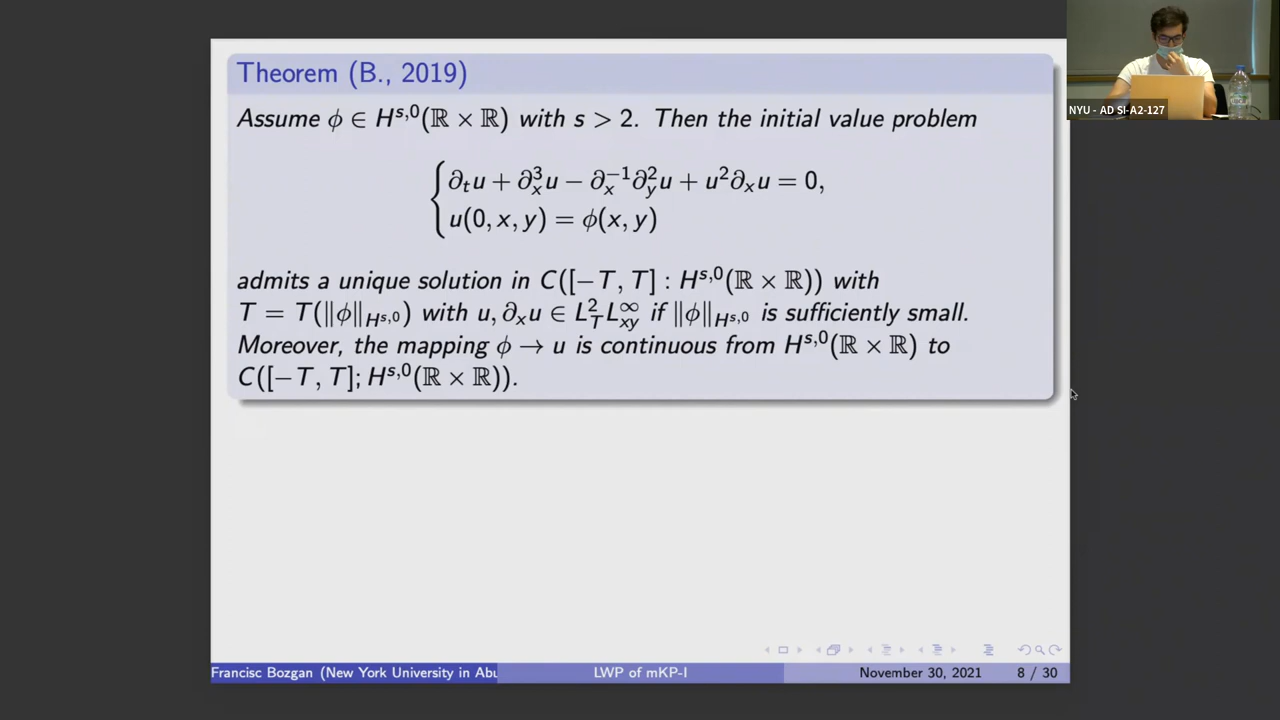 Theorem (B., 2019)
Assume ϕ ∈ H^{s,0}(ℝ × ℝ) with s > 2. Then the initial value problem
∂_t u + ∂_x^3 u − ∂_x^{−1} ∂_y^2 u + u^2 ∂_x u = 0,
u(0, x, y) = ϕ(x, y)
admits a unique solution in C([−T, T] : H^{s,0}(ℝ × ℝ)) with
T = T(‖ϕ‖_{H^{s,0}}) with u, ∂_x u ∈ L_T^2 L_{xy}^∞ if ‖ϕ‖_{H^{s,0}} is sufficiently small.
Moreover, the mapping ϕ → u is continuous from H^{s,0}(ℝ × ℝ) to
C([−T, T]; H^{s,0}(ℝ × ℝ)).
NYU - AD SI-A2-127
Francisc Bozgan (New York University in Abu
LWP of mKP-I
November 30, 2021
8 / 30